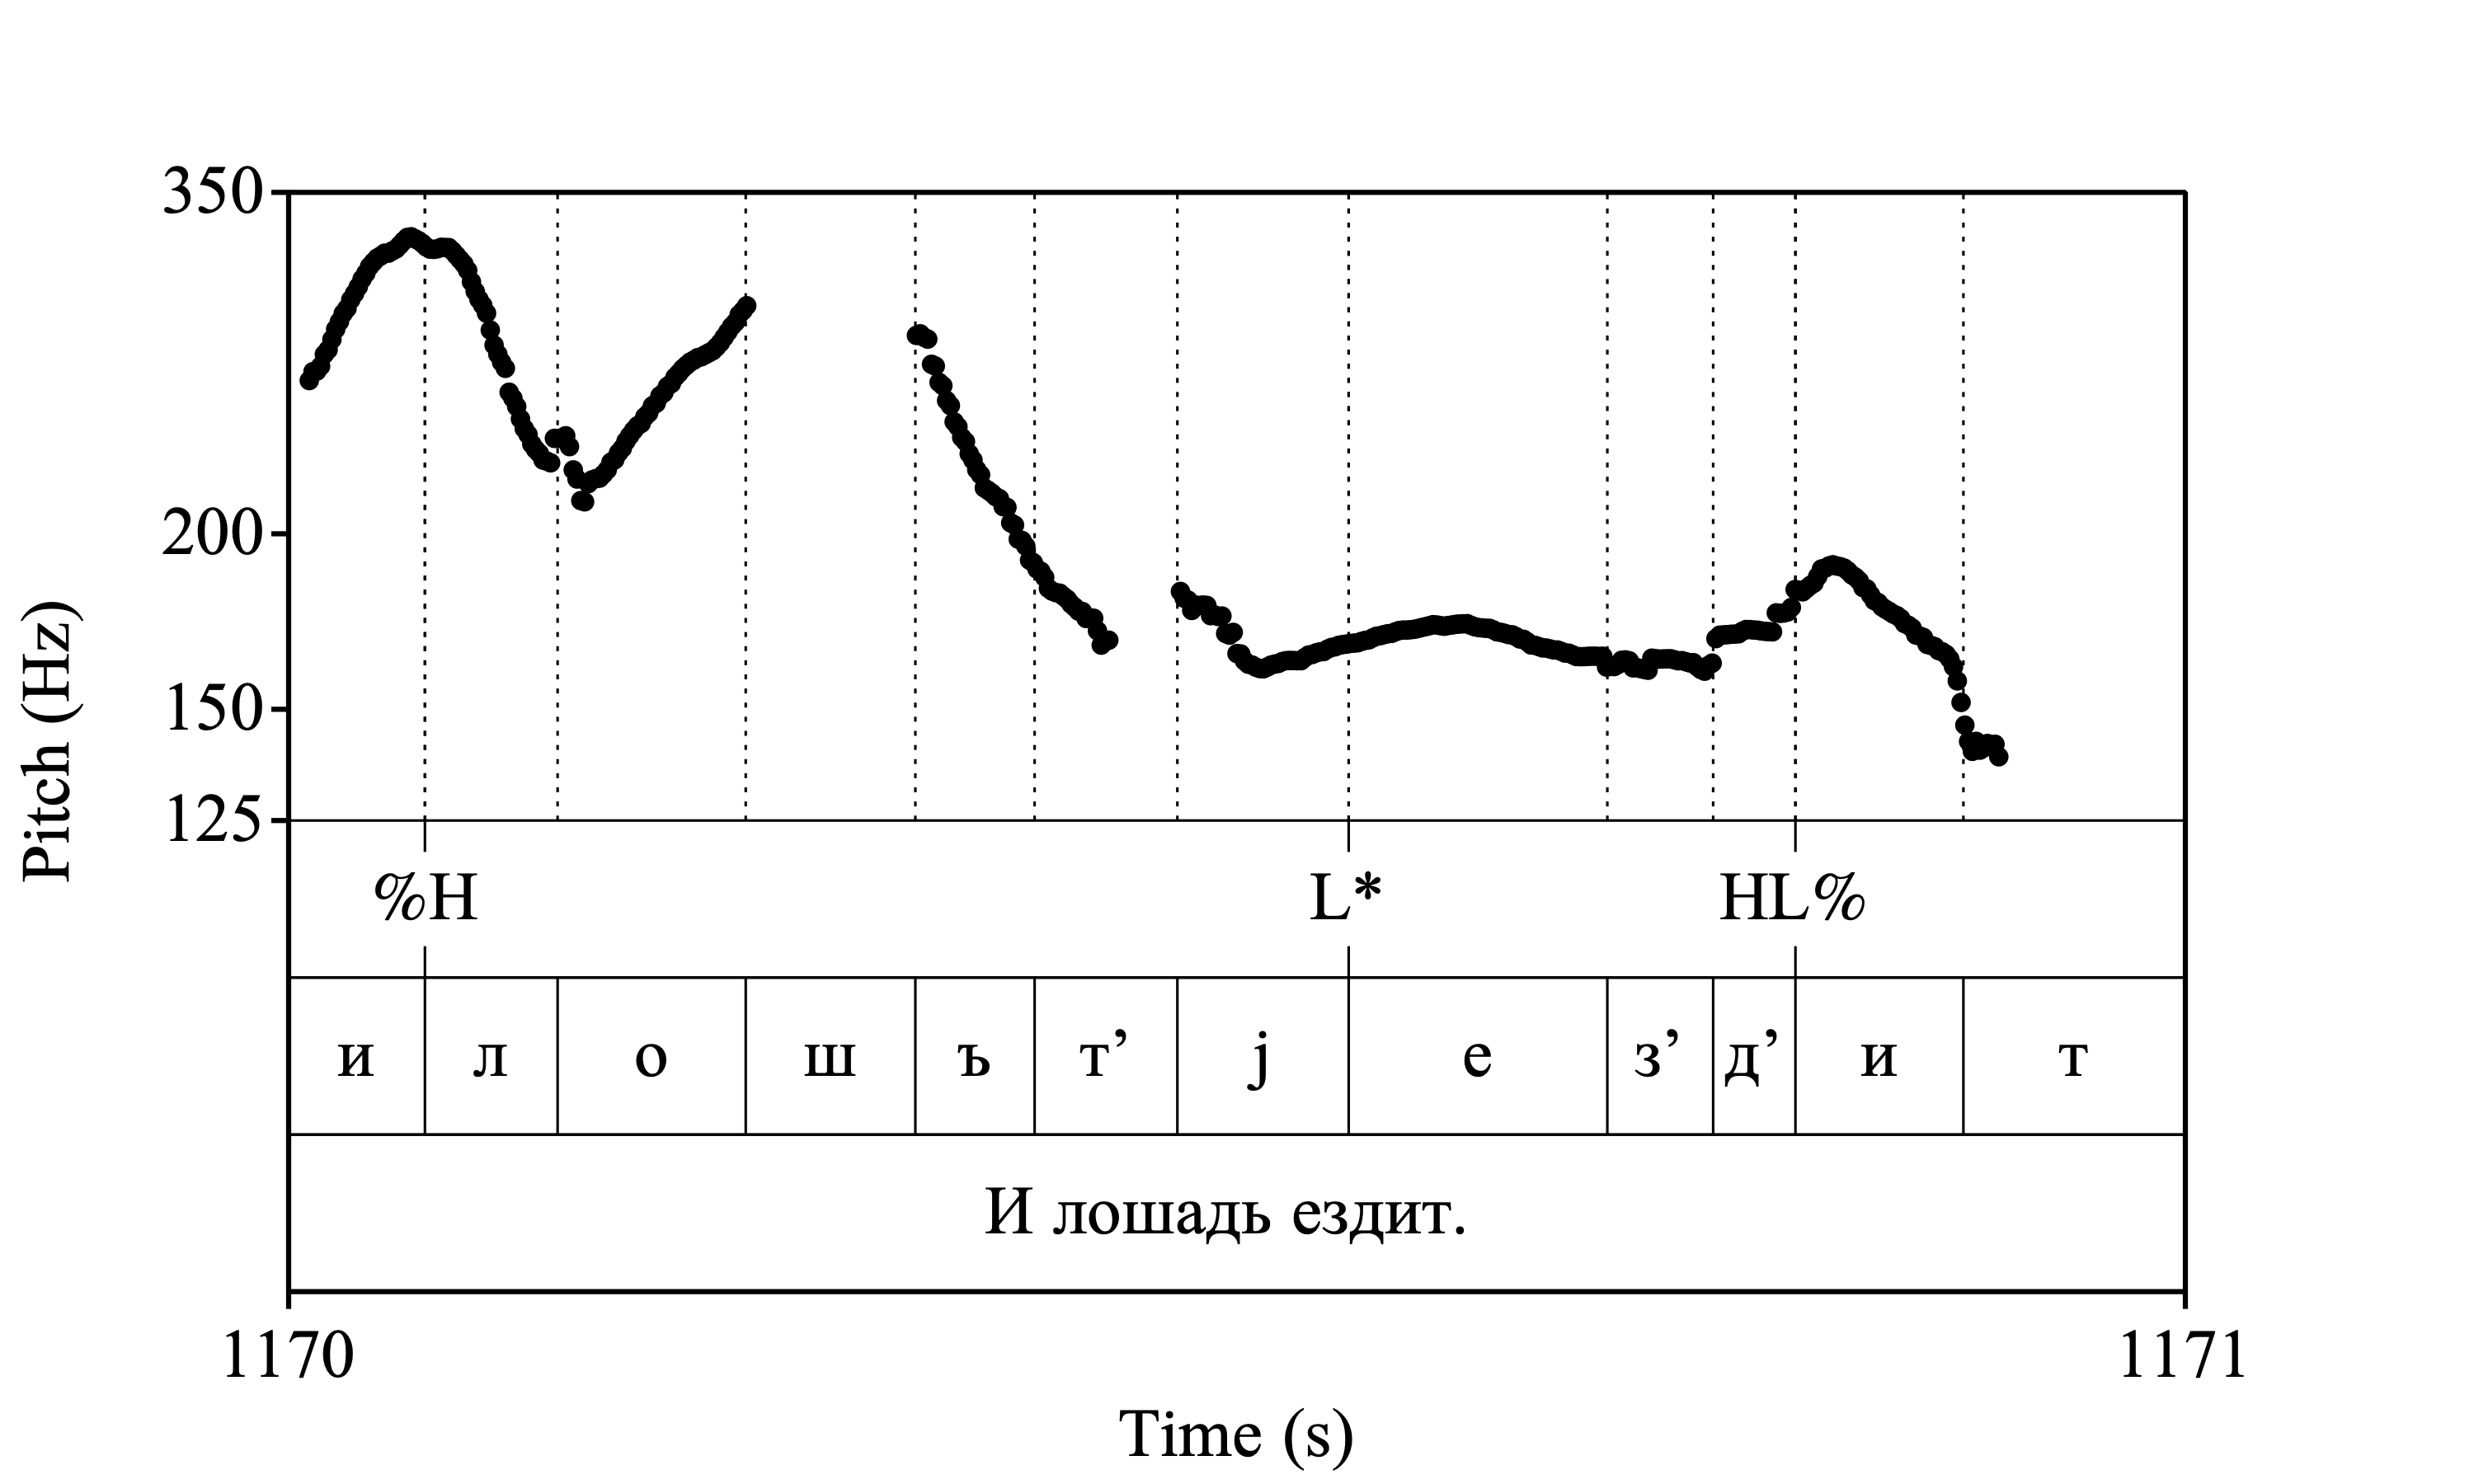 350
200
150
125
Pitch (Hz)
%H L* HL%
и л о ш ъ т’ j е з’ д’ и т
И лошадь ездит.
1170 1171
Time (s)